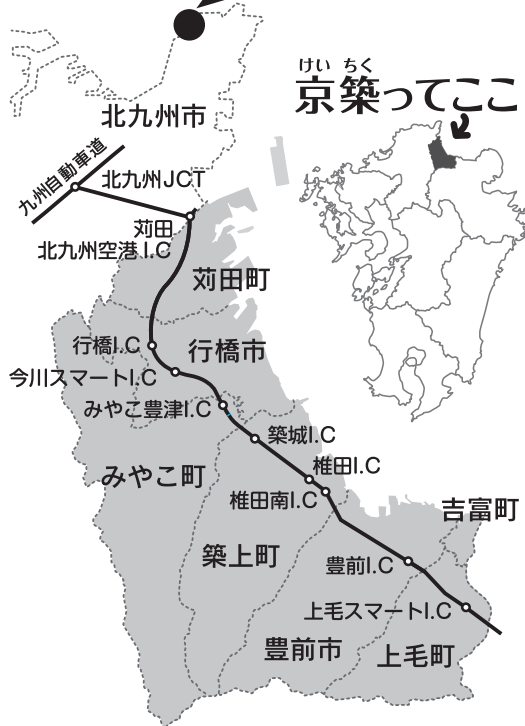 けいちく
京築ってここ
北九州市
九州自動車道
北九州JCT
苅田
北九州空港I.C
苅田町
行橋I.C
行橋市
今川スマートI.C
みやこ豊津I.C
築城I.C
みやこ町
椎田I.C
椎田南I.C
吉富町
築上町
豊前I.C
上毛スマートI.C
豊前市
上毛町